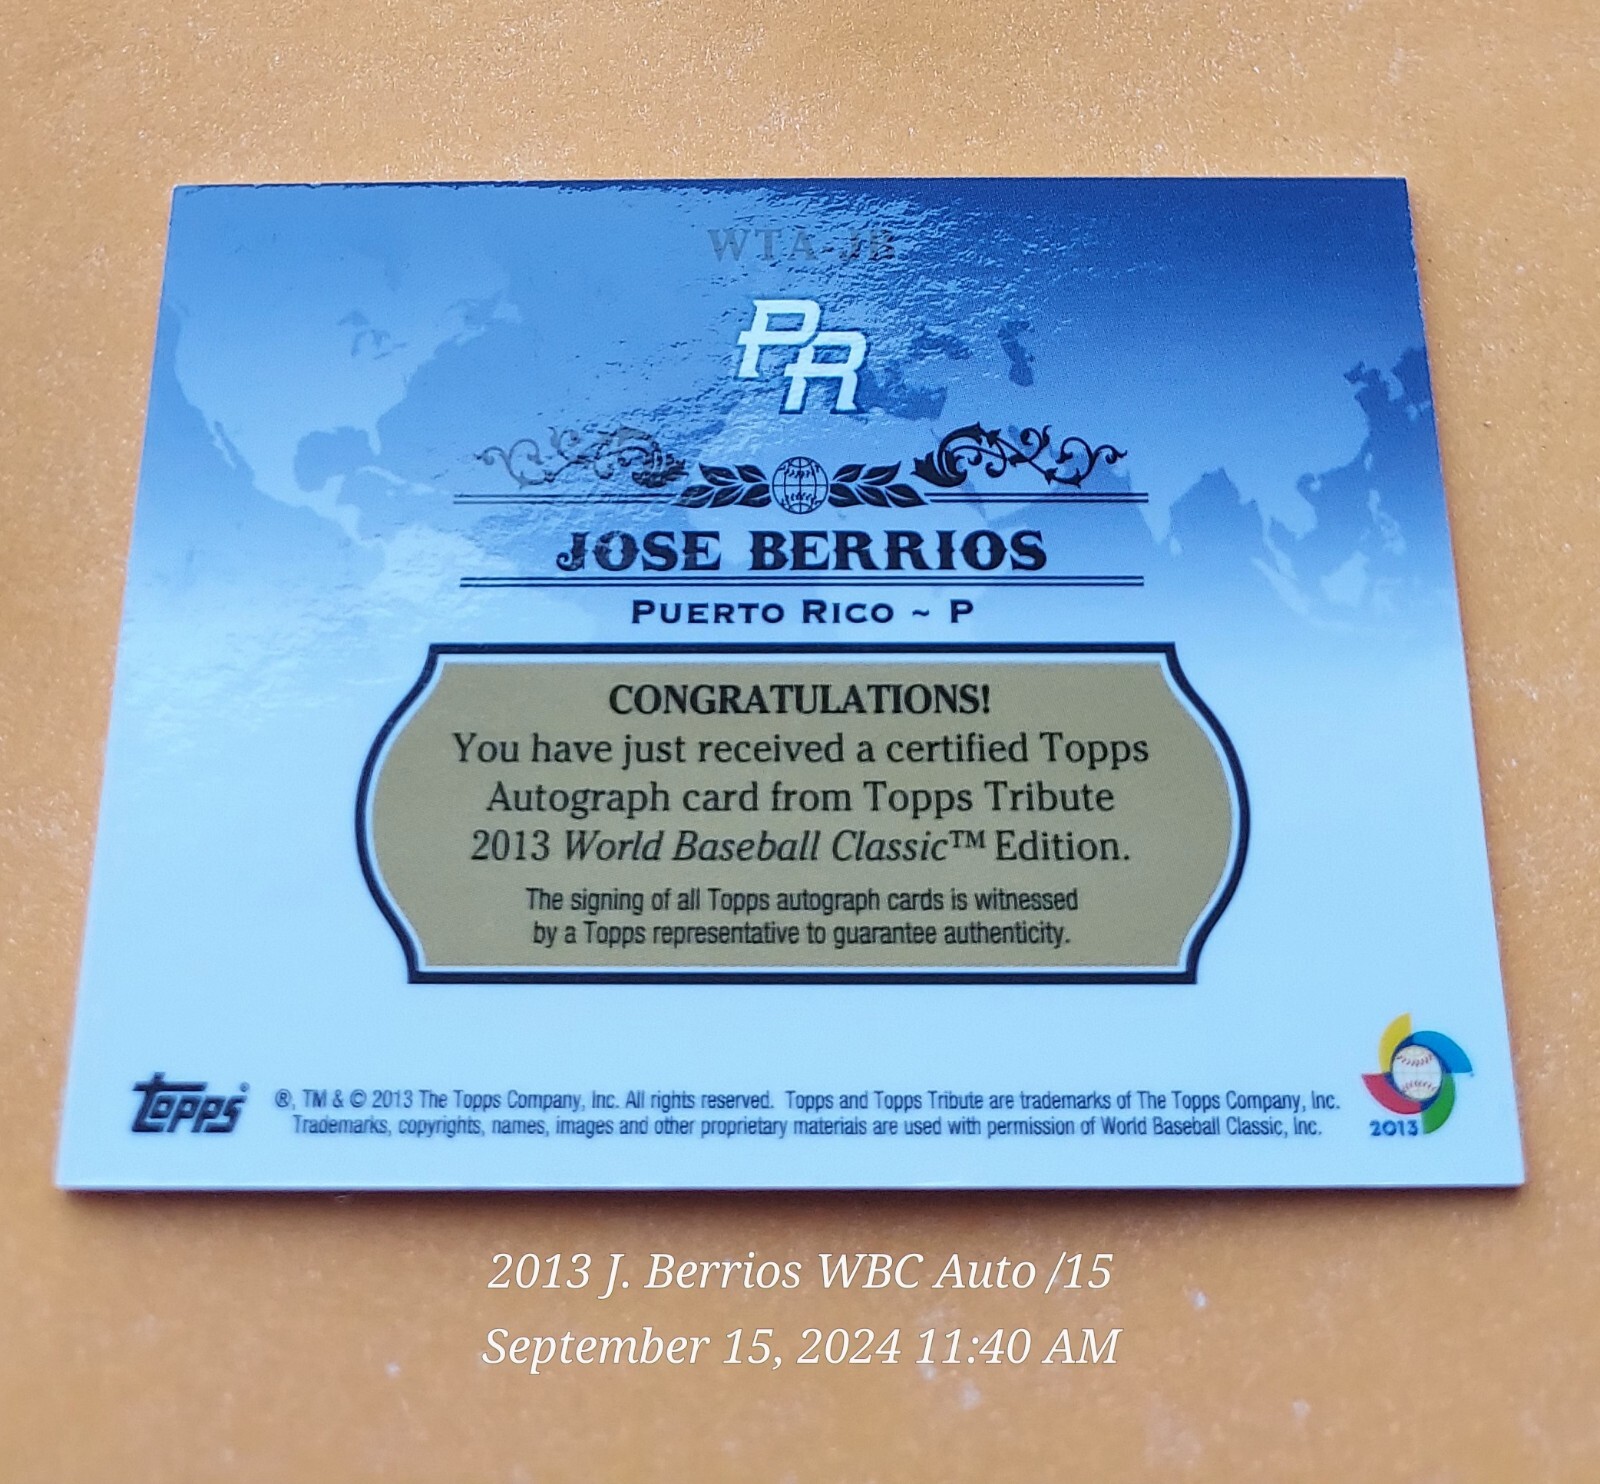 WTA-JB
PR
JOSE BERRIOS
PUERTO RICO ~ P
CONGRATULATIONS!
You have just received a certified Topps
Autograph card from Topps Tribute
2013 World Baseball Classic™ Edition.
The signing of all Topps autograph cards is witnessed
by a Topps representative to guarantee authenticity.
Topps
®, TM & © 2013 The Topps Company, Inc. All rights reserved. Topps and Topps Tribute are trademarks of The Topps Company, Inc.
Trademarks, copyrights, names, images and other proprietary materials are used with permission of World Baseball Classic, Inc.
2013
2013 J. Berrios WBC Auto /15
September 15, 2024 11:40 AM